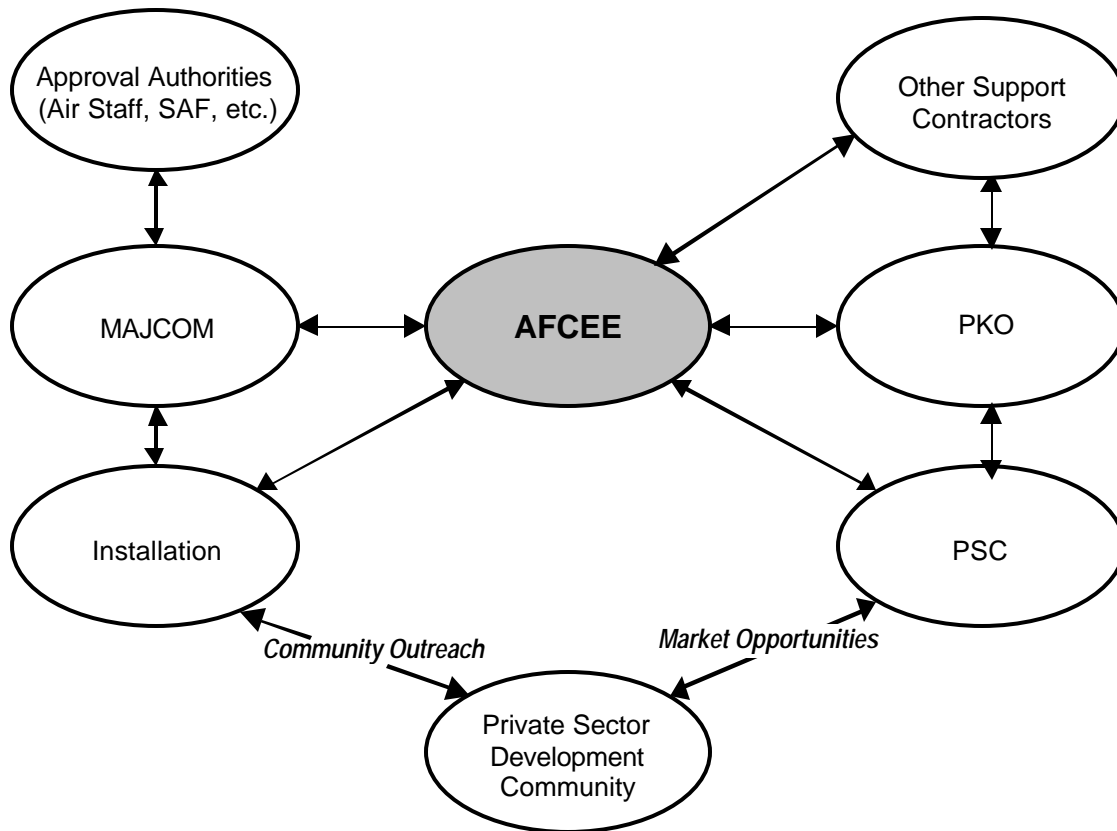 Approval Authorities
(Air Staff, SAF, etc.)
Other Support
Contractors
MAJCOM
AFCEE
PKO
Installation
PSC
Community Outreach
Market Opportunities
Private Sector
Development
Community